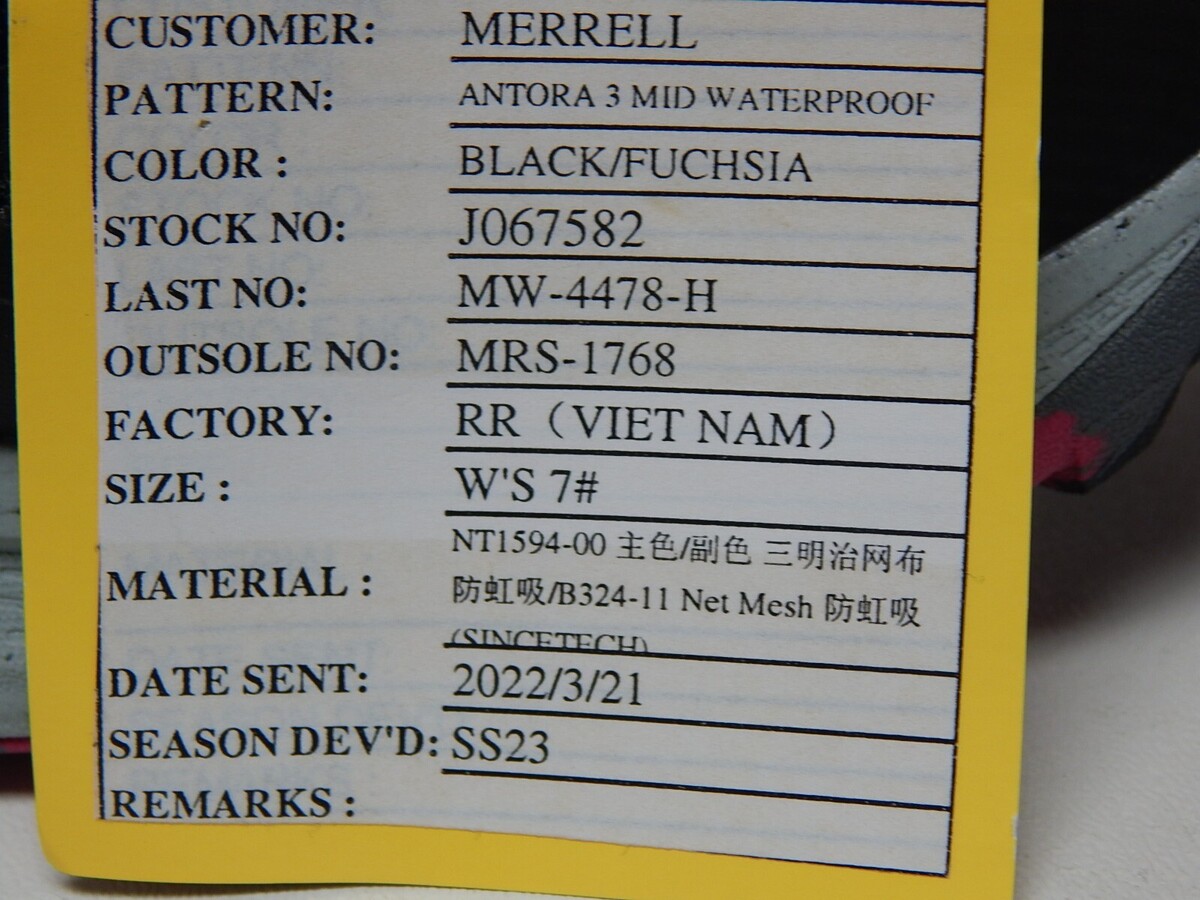 CUSTOMER: MERRELL
PATTERN: ANTORA 3 MID WATERPROOF
COLOR : BLACK/FUCHSIA
STOCK NO: J067582
LAST NO: MW-4478-H
OUTSOLE NO: MRS-1768
FACTORY: RR（VIET NAM）
SIZE : W'S 7#
MATERIAL : NT1594-00 主色/副色 三明治网布
防虹吸/B324-11 Net Mesh 防虹吸
(SINCETECH)
DATE SENT: 2022/3/21
SEASON DEV'D: SS23
REMARKS :